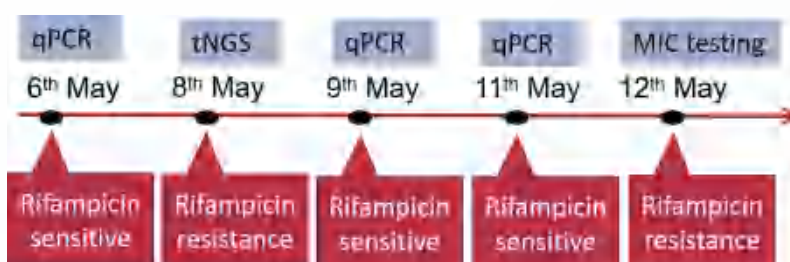 qPCR
tNGS
qPCR
qPCR
MIC testing
6th May
8th May
9th May
11th May
12th May
Rifampicin
sensitive
Rifampicin
resistance
Rifampicin
sensitive
Rifampicin
sensitive
Rifampicin
resistance